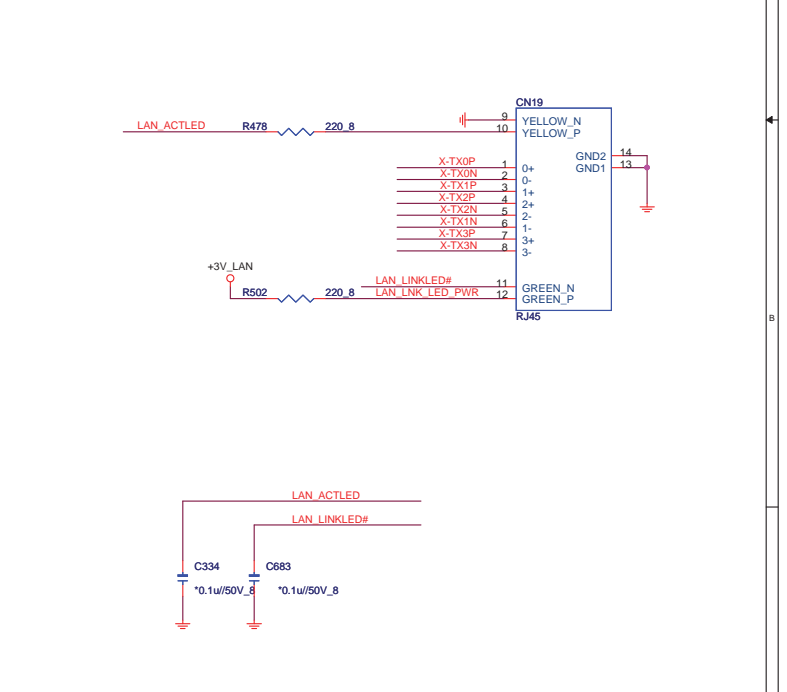 CN19
LAN_ACTLED R478 220_8 9 YELLOW_N
10 YELLOW_P
GND2 14
GND1 13
X-TX0P 1 0+
X-TX0N 2 0-
X-TX1P 3 1+
X-TX2P 4 2+
X-TX2N 5 2-
X-TX1N 6 1-
X-TX3P 7 3+
X-TX3N 8 3-
+3V_LAN
LAN_LINKLED# 11 GREEN_N
R502 220_8 LAN_LNK_LED_PWR 12 GREEN_P
RJ45
B
LAN_ACTLED
LAN_LINKLED#
C334 C683
*0.1u//50V_8 *0.1u//50V_8